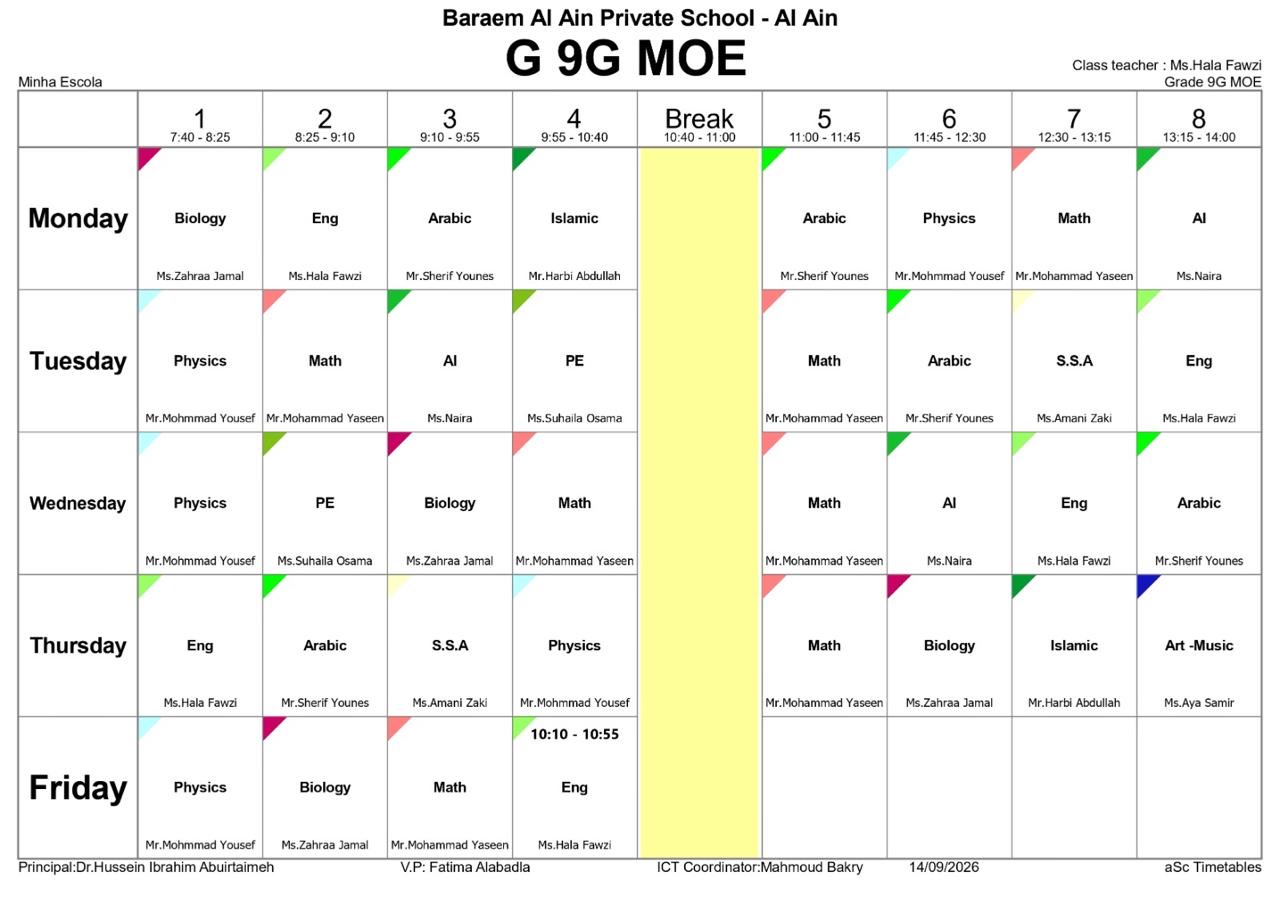 Baraem Al Ain Private School - Al Ain
G 9G MOE
Class teacher : Ms.Hala Fawzi
Minha Escola
Grade 9G MOE
1 2 3 4 Break 5 6 7 8
7:40 - 8:25 8:25 - 9:10 9:10 - 9:55 9:55 - 10:40 10:40 - 11:00 11:00 - 11:45 11:45 - 12:30 12:30 - 13:15 13:15 - 14:00
Monday Biology Eng Arabic Islamic Arabic Physics Math AI
Ms.Zahraa Jamal Ms.Hala Fawzi Mr.Sherif Younes Mr.Harbi Abdullah Mr.Sherif Younes Mr.Mohmmad Yousef Mr.Mohammad Yaseen Ms.Naira
Tuesday Physics Math AI PE Math Arabic S.S.A Eng
Mr.Mohmmad Yousef Mr.Mohammad Yaseen Ms.Naira Ms.Suhaila Osama Mr.Mohammad Yaseen Mr.Sherif Younes Ms.Amani Zaki Ms.Hala Fawzi
Wednesday Physics PE Biology Math Math AI Eng Arabic
Mr.Mohmmad Yousef Ms.Suhaila Osama Ms.Zahraa Jamal Mr.Mohammad Yaseen Mr.Mohammad Yaseen Ms.Naira Ms.Hala Fawzi Mr.Sherif Younes
Thursday Eng Arabic S.S.A Physics Math Biology Islamic Art -Music
Ms.Hala Fawzi Mr.Sherif Younes Ms.Amani Zaki Mr.Mohmmad Yousef Mr.Mohammad Yaseen Ms.Zahraa Jamal Mr.Harbi Abdullah Ms.Aya Samir
10:10 - 10:55
Friday Physics Biology Math Eng
Mr.Mohmmad Yousef Ms.Zahraa Jamal Mr.Mohammad Yaseen Ms.Hala Fawzi
Principal:Dr.Hussein Ibrahim Abuirtaimeh V.P: Fatima Alabadla ICT Coordinator:Mahmoud Bakry 14/09/2026 aSc Timetables